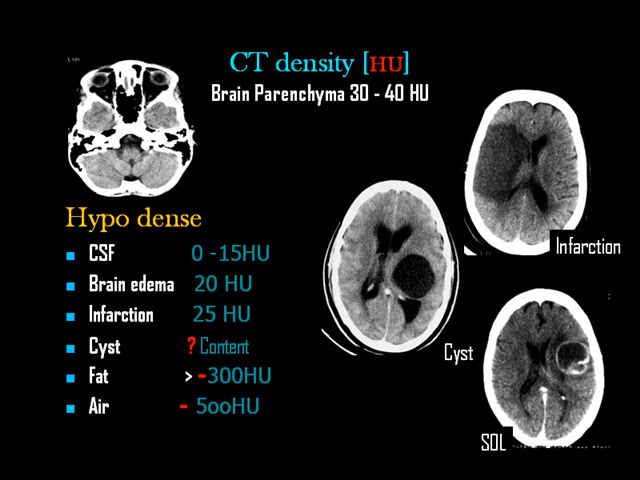 CT density [HU]
Brain Parenchyma 30 - 40 HU
Hypo dense
CSF 0 -15HU
Brain edema 20 HU
Infarction 25 HU
Cyst ? Content
Fat > -300HU
Air - 5ooHU
Infarction
Cyst
SOL